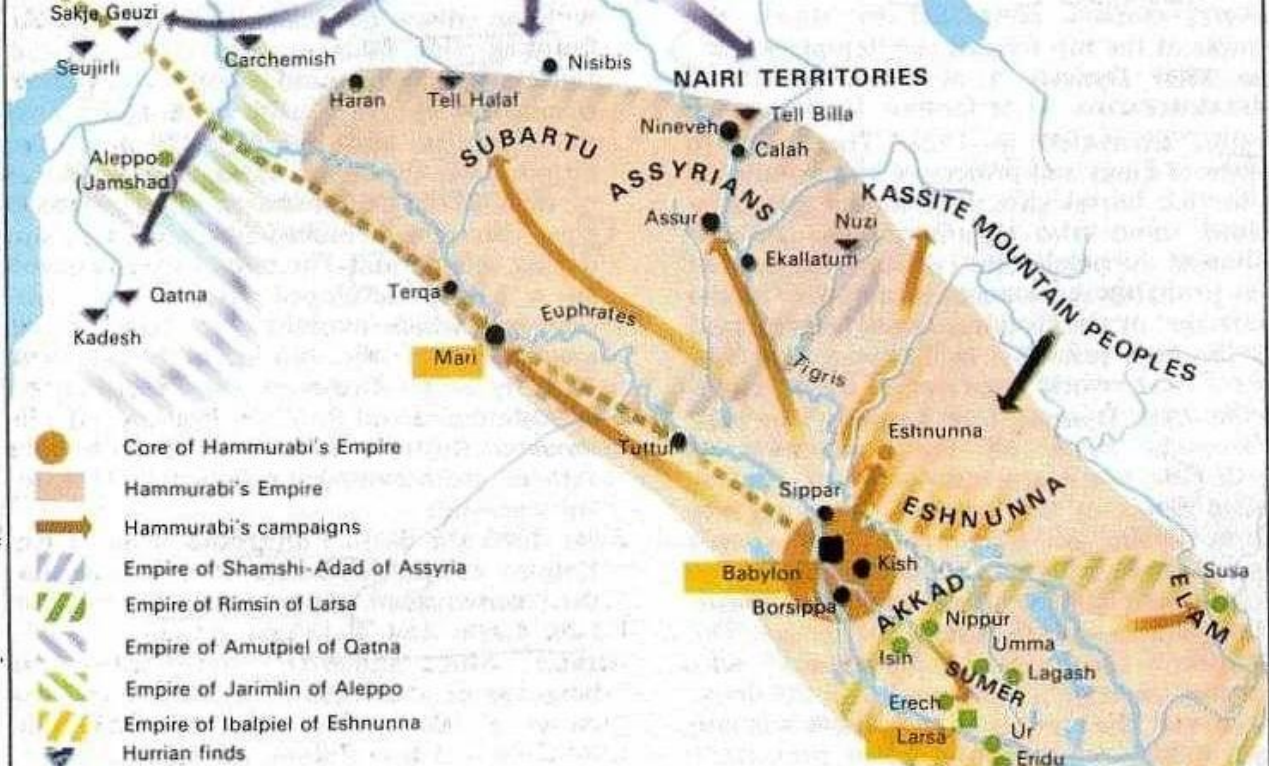 Sakje Geuzi
Seujirli
Carchemish
Haran
Tell Halaf
Nisibis
NAIRI TERRITORIES
Tell Billa
Nineveh
Calah
SUBARTU
ASSYRIANS
Aleppo
(Jamshad)
KASSITE MOUNTAIN PEOPLES
Nuzi
Assur
Ekallatum
Qatna
Kadesh
Terqa
Euphrates
Mari
Tigris
Tuttul
Eshnunna
Sippar
ESHNUNNA
Babylon
Kish
Borsippa
AKKAD
Susa
ELAM
Nippur
Isin
Umma
Lagash
SUMER
Erech
Larsa
Ur
Eridu
Core of Hammurabi's Empire
Hammurabi's Empire
Hammurabi's campaigns
Empire of Shamshi-Adad of Assyria
Empire of Rimsin of Larsa
Empire of Amutpiel of Qatna
Empire of Jarimlin of Aleppo
Empire of Ibalpiel of Eshnunna
Hurrian finds